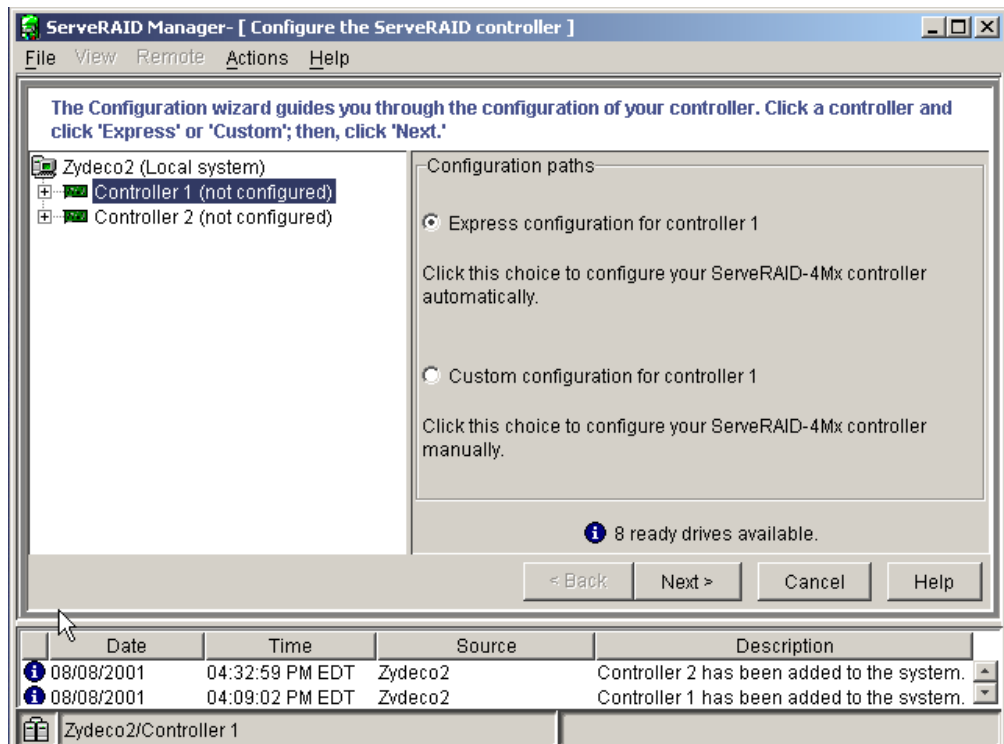 ServeRAID Manager- [ Configure the ServeRAID controller ]
File View Remote Actions Help
The Configuration wizard guides you through the configuration of your controller. Click a controller and
click 'Express' or 'Custom'; then, click 'Next.'
Zydeco2 (Local system)
Controller 1 (not configured)
Controller 2 (not configured)
Configuration paths
Express configuration for controller 1
Click this choice to configure your ServeRAID-4Mx controller
automatically.
Custom configuration for controller 1
Click this choice to configure your ServeRAID-4Mx controller
manually.
8 ready drives available.
< Back Next > Cancel Help
Date Time Source Description
08/08/2001 04:32:59 PM EDT Zydeco2 Controller 2 has been added to the system.
08/08/2001 04:09:02 PM EDT Zydeco2 Controller 1 has been added to the system.
Zydeco2/Controller 1